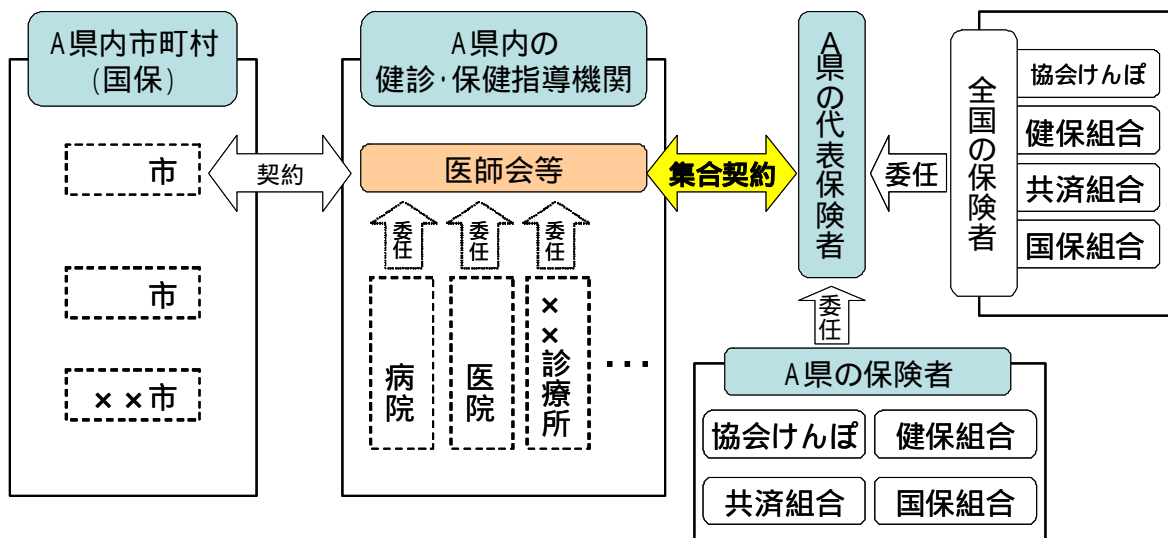 A県内市町村
(国保)
市
市
××市
契約
A県内の
健診・保健指導機関
医師会等
委任
委任
委任
病院
医院
××診療所
・・・
集合契約
A県の代表保険者
委任
全国の保険者
協会けんぽ
健保組合
共済組合
国保組合
委任
A県の保険者
協会けんぽ
健保組合
共済組合
国保組合